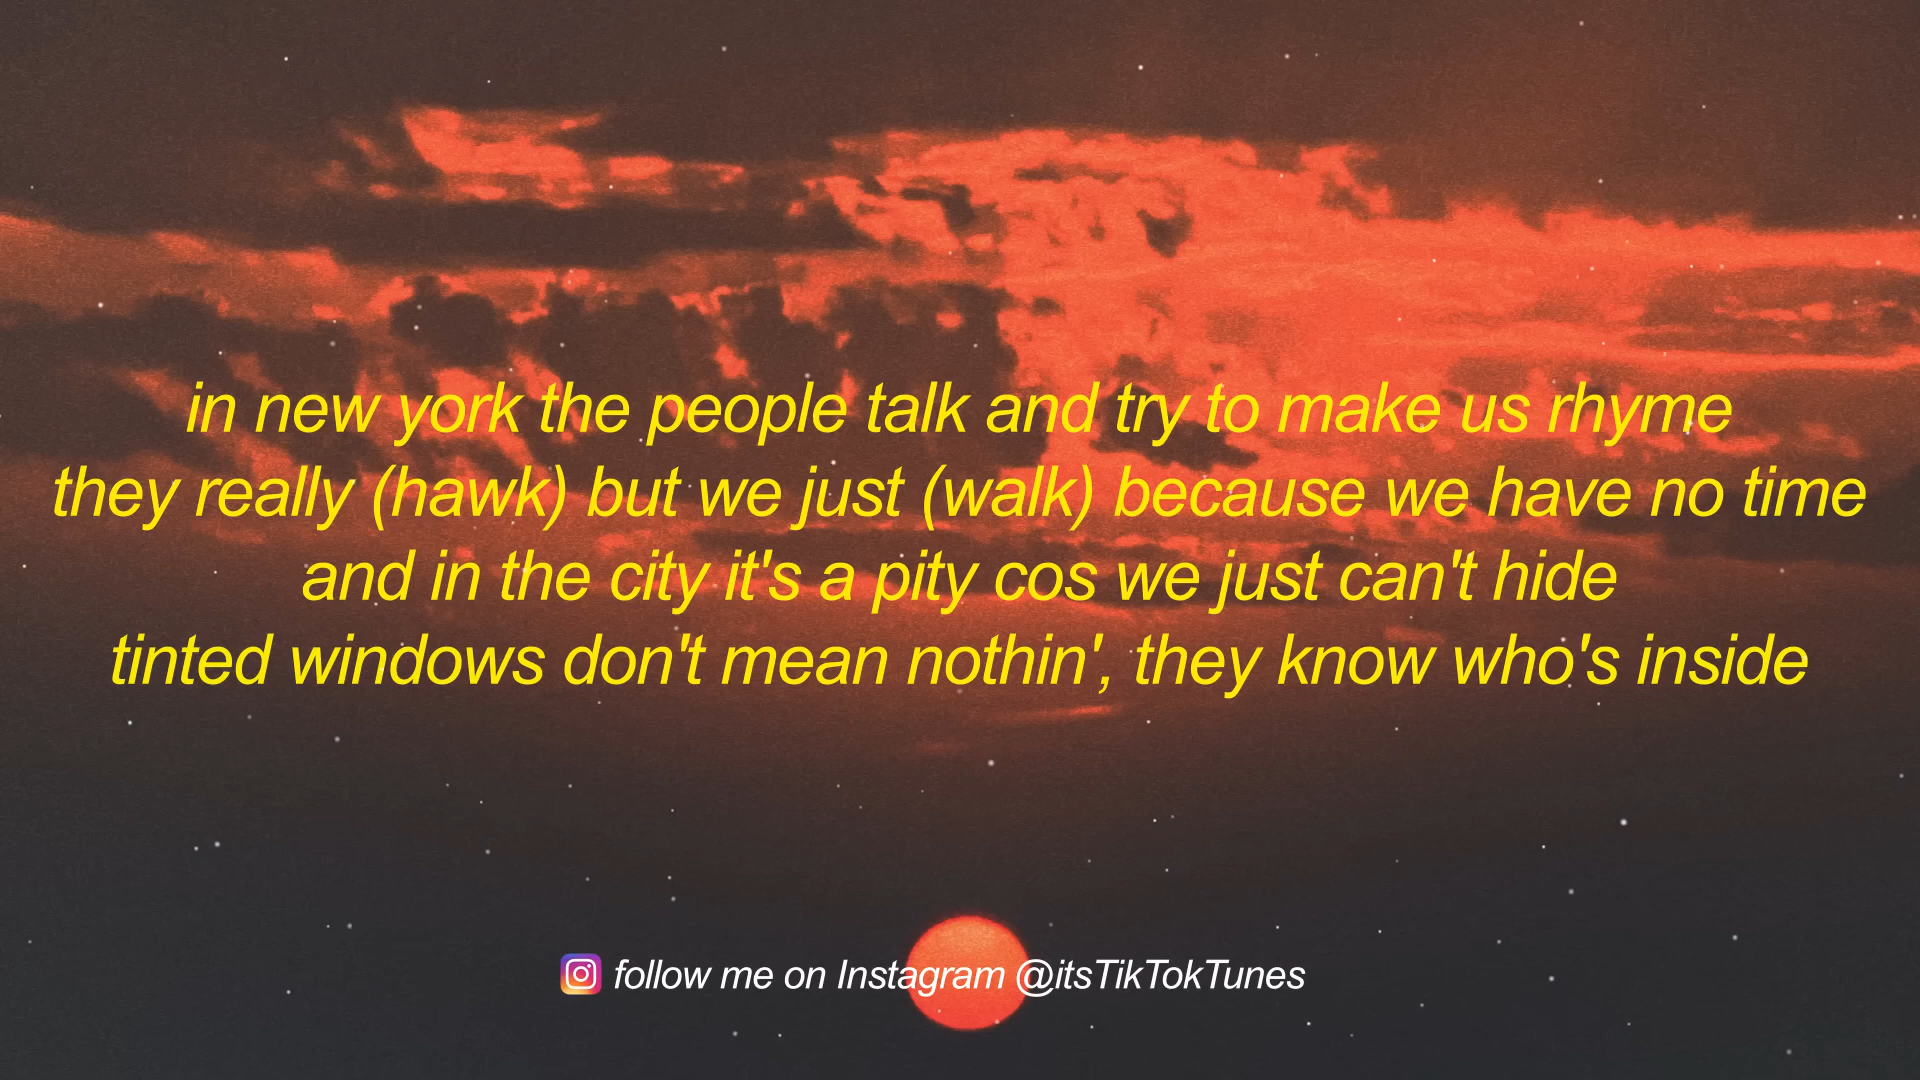 in new york the people talk and try to make us rhyme
they really (hawk) but we just (walk) because we have no time
and in the city it's a pity cos we just can't hide
tinted windows don't mean nothin', they know who's inside
follow me on Instagram @itsTikTokTunes